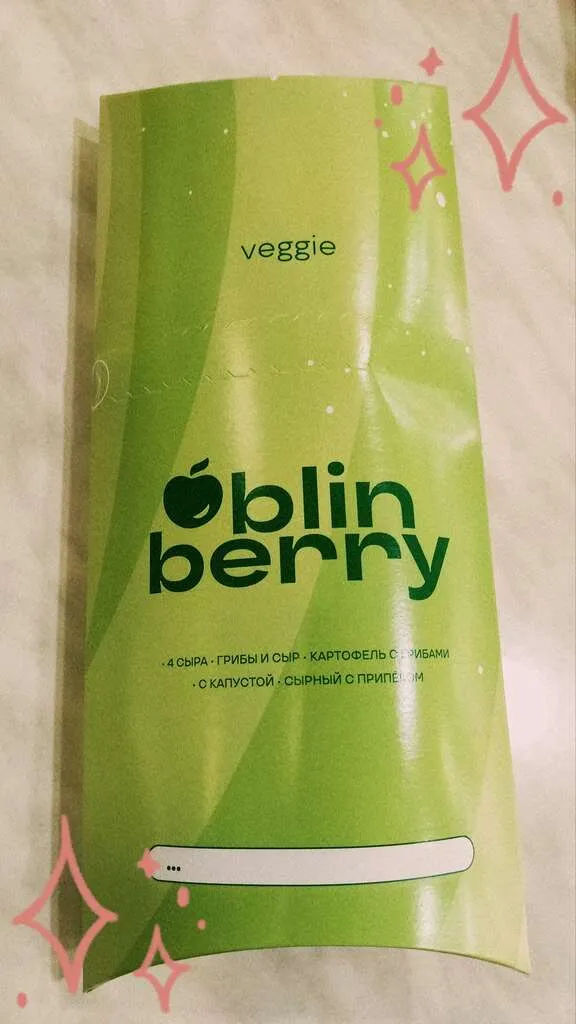 veggie
blin
berry
· 4 СЫРА · ГРИБЫ И СЫР · КАРТОФЕЛЬ С ГРИБАМИ
· С КАПУСТОЙ · СЫРНЫЙ С ПРИПЁКОМ